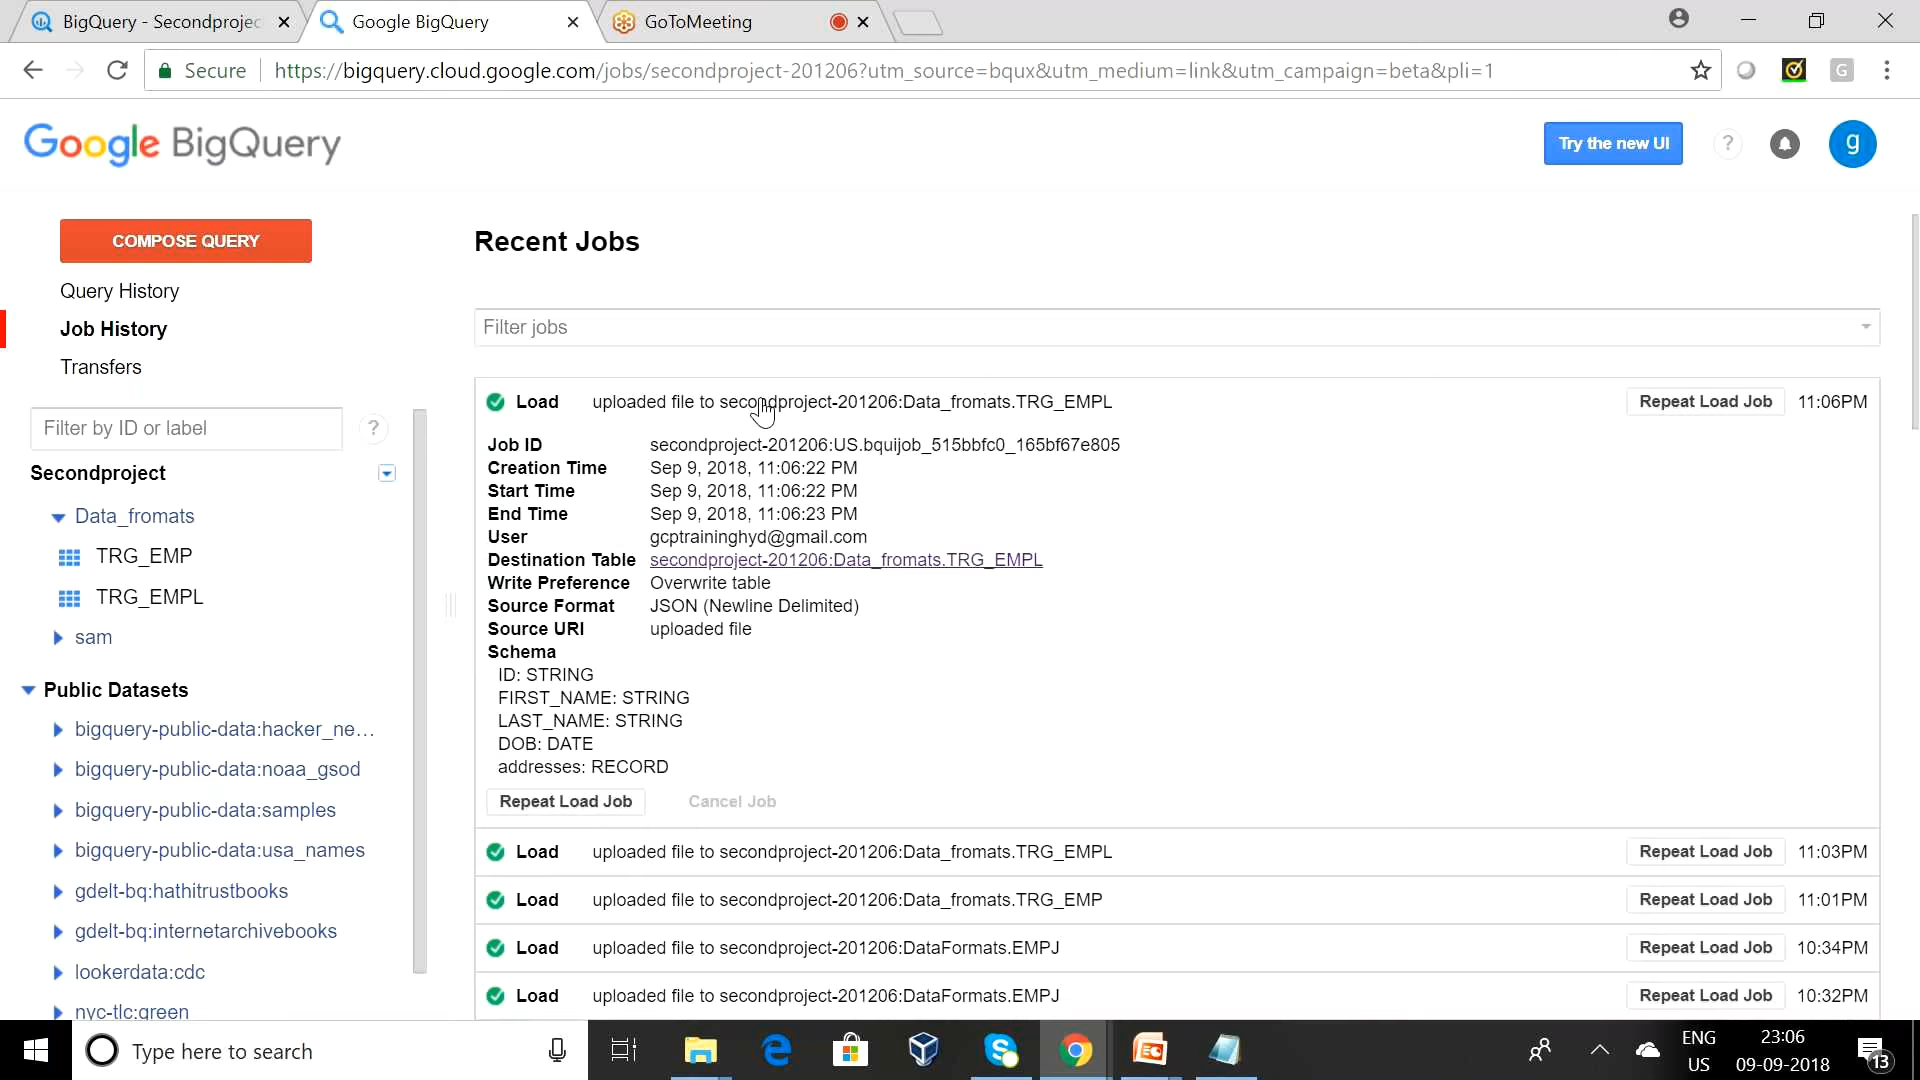 BigQuery - Secondprojec
Google BigQuery
GoToMeeting
Secure
https://bigquery.cloud.google.com/jobs/secondproject-201206?utm_source=bqux&utm_medium=link&utm_campaign=beta&pli=1
G
Google BigQuery
Try the new UI
?
g
COMPOSE QUERY
Query History
Job History
Transfers
Filter by ID or label
?
Secondproject
Data_fromats
TRG_EMP
TRG_EMPL
sam
Public Datasets
bigquery-public-data:hacker_ne…
bigquery-public-data:noaa_gsod
bigquery-public-data:samples
bigquery-public-data:usa_names
gdelt-bq:hathitrustbooks
gdelt-bq:internetarchivebooks
lookerdata:cdc
nyc-tlc:green
Recent Jobs
Filter jobs
Load uploaded file to secondproject-201206:Data_fromats.TRG_EMPL Repeat Load Job 11:06PM
Job ID secondproject-201206:US.bquijob_515bbfc0_165bf67e805
Creation Time Sep 9, 2018, 11:06:22 PM
Start Time Sep 9, 2018, 11:06:22 PM
End Time Sep 9, 2018, 11:06:23 PM
User gcptraininghyd@gmail.com
Destination Table secondproject-201206:Data_fromats.TRG_EMPL
Write Preference Overwrite table
Source Format JSON (Newline Delimited)
Source URI uploaded file
Schema
ID: STRING
FIRST_NAME: STRING
LAST_NAME: STRING
DOB: DATE
addresses: RECORD
Repeat Load Job Cancel Job
Load uploaded file to secondproject-201206:Data_fromats.TRG_EMPL Repeat Load Job 11:03PM
Load uploaded file to secondproject-201206:Data_fromats.TRG_EMP Repeat Load Job 11:01PM
Load uploaded file to secondproject-201206:DataFormats.EMPJ Repeat Load Job 10:34PM
Load uploaded file to secondproject-201206:DataFormats.EMPJ Repeat Load Job 10:32PM
Type here to search
ENG
US
23:06
09-09-2018
13